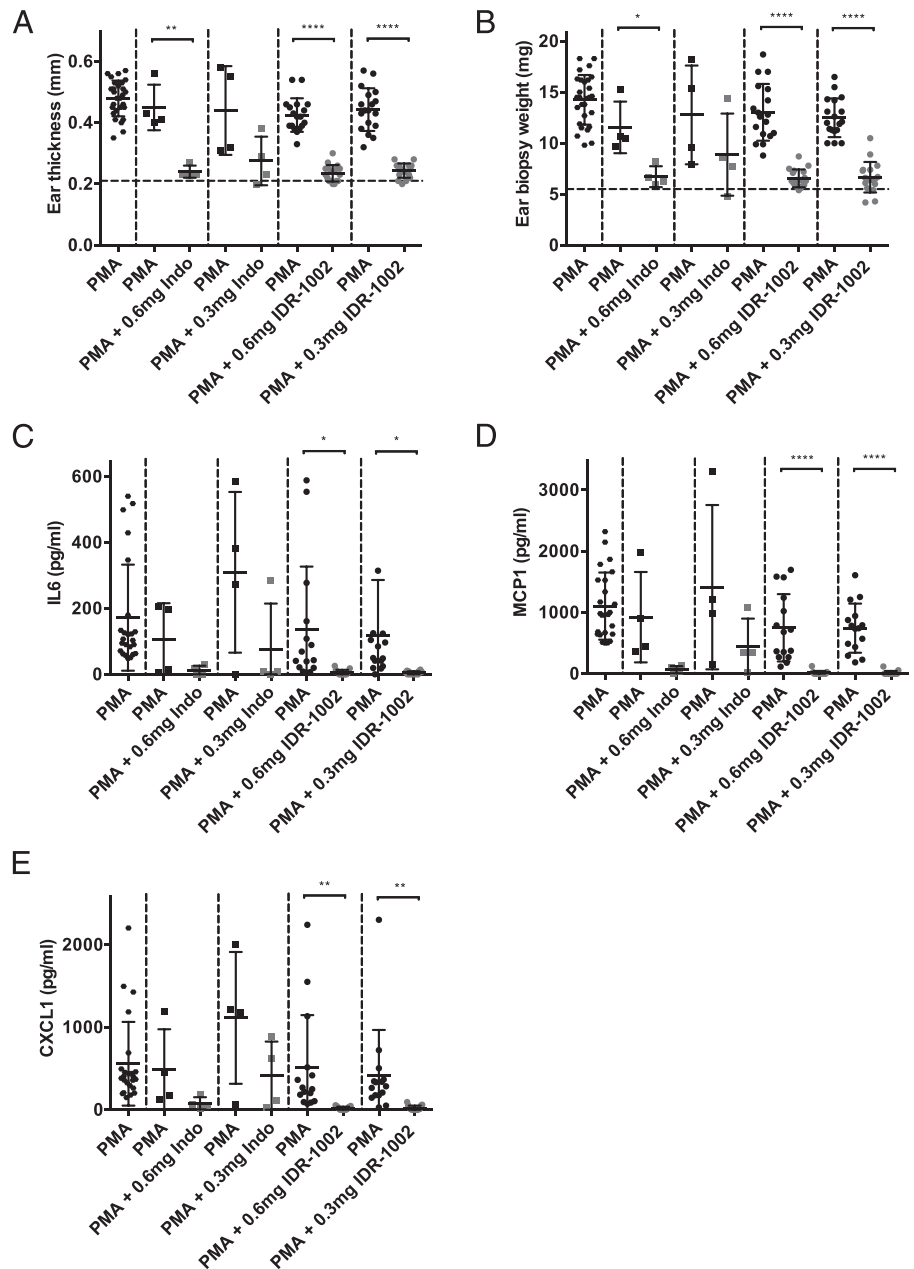 A
Ear thickness (mm)
0.6
0.4
0.2
0.0
**
****
****
PMA
PMA
PMA + 0.6mg Indo
PMA
PMA + 0.3mg Indo
PMA
PMA + 0.6mg IDR-1002
PMA
PMA + 0.3mg IDR-1002
B
Ear biopsy weight (mg)
20
15
10
5
0
*
****
****
PMA
PMA
PMA + 0.6mg Indo
PMA
PMA + 0.3mg Indo
PMA
PMA + 0.6mg IDR-1002
PMA
PMA + 0.3mg IDR-1002
C
IL6 (pg/ml)
600
400
200
0
*
*
PMA
PMA
PMA + 0.6mg Indo
PMA
PMA + 0.3mg Indo
PMA
PMA + 0.6mg IDR-1002
PMA
PMA + 0.3mg IDR-1002
D
MCP1 (pg/ml)
3000
2000
1000
0
****
****
PMA
PMA
PMA + 0.6mg Indo
PMA
PMA + 0.3mg Indo
PMA
PMA + 0.6mg IDR-1002
PMA
PMA + 0.3mg IDR-1002
E
CXCL1 (pg/ml)
2000
1000
0
**
**
PMA
PMA
PMA + 0.6mg Indo
PMA
PMA + 0.3mg Indo
PMA
PMA + 0.6mg IDR-1002
PMA
PMA + 0.3mg IDR-1002